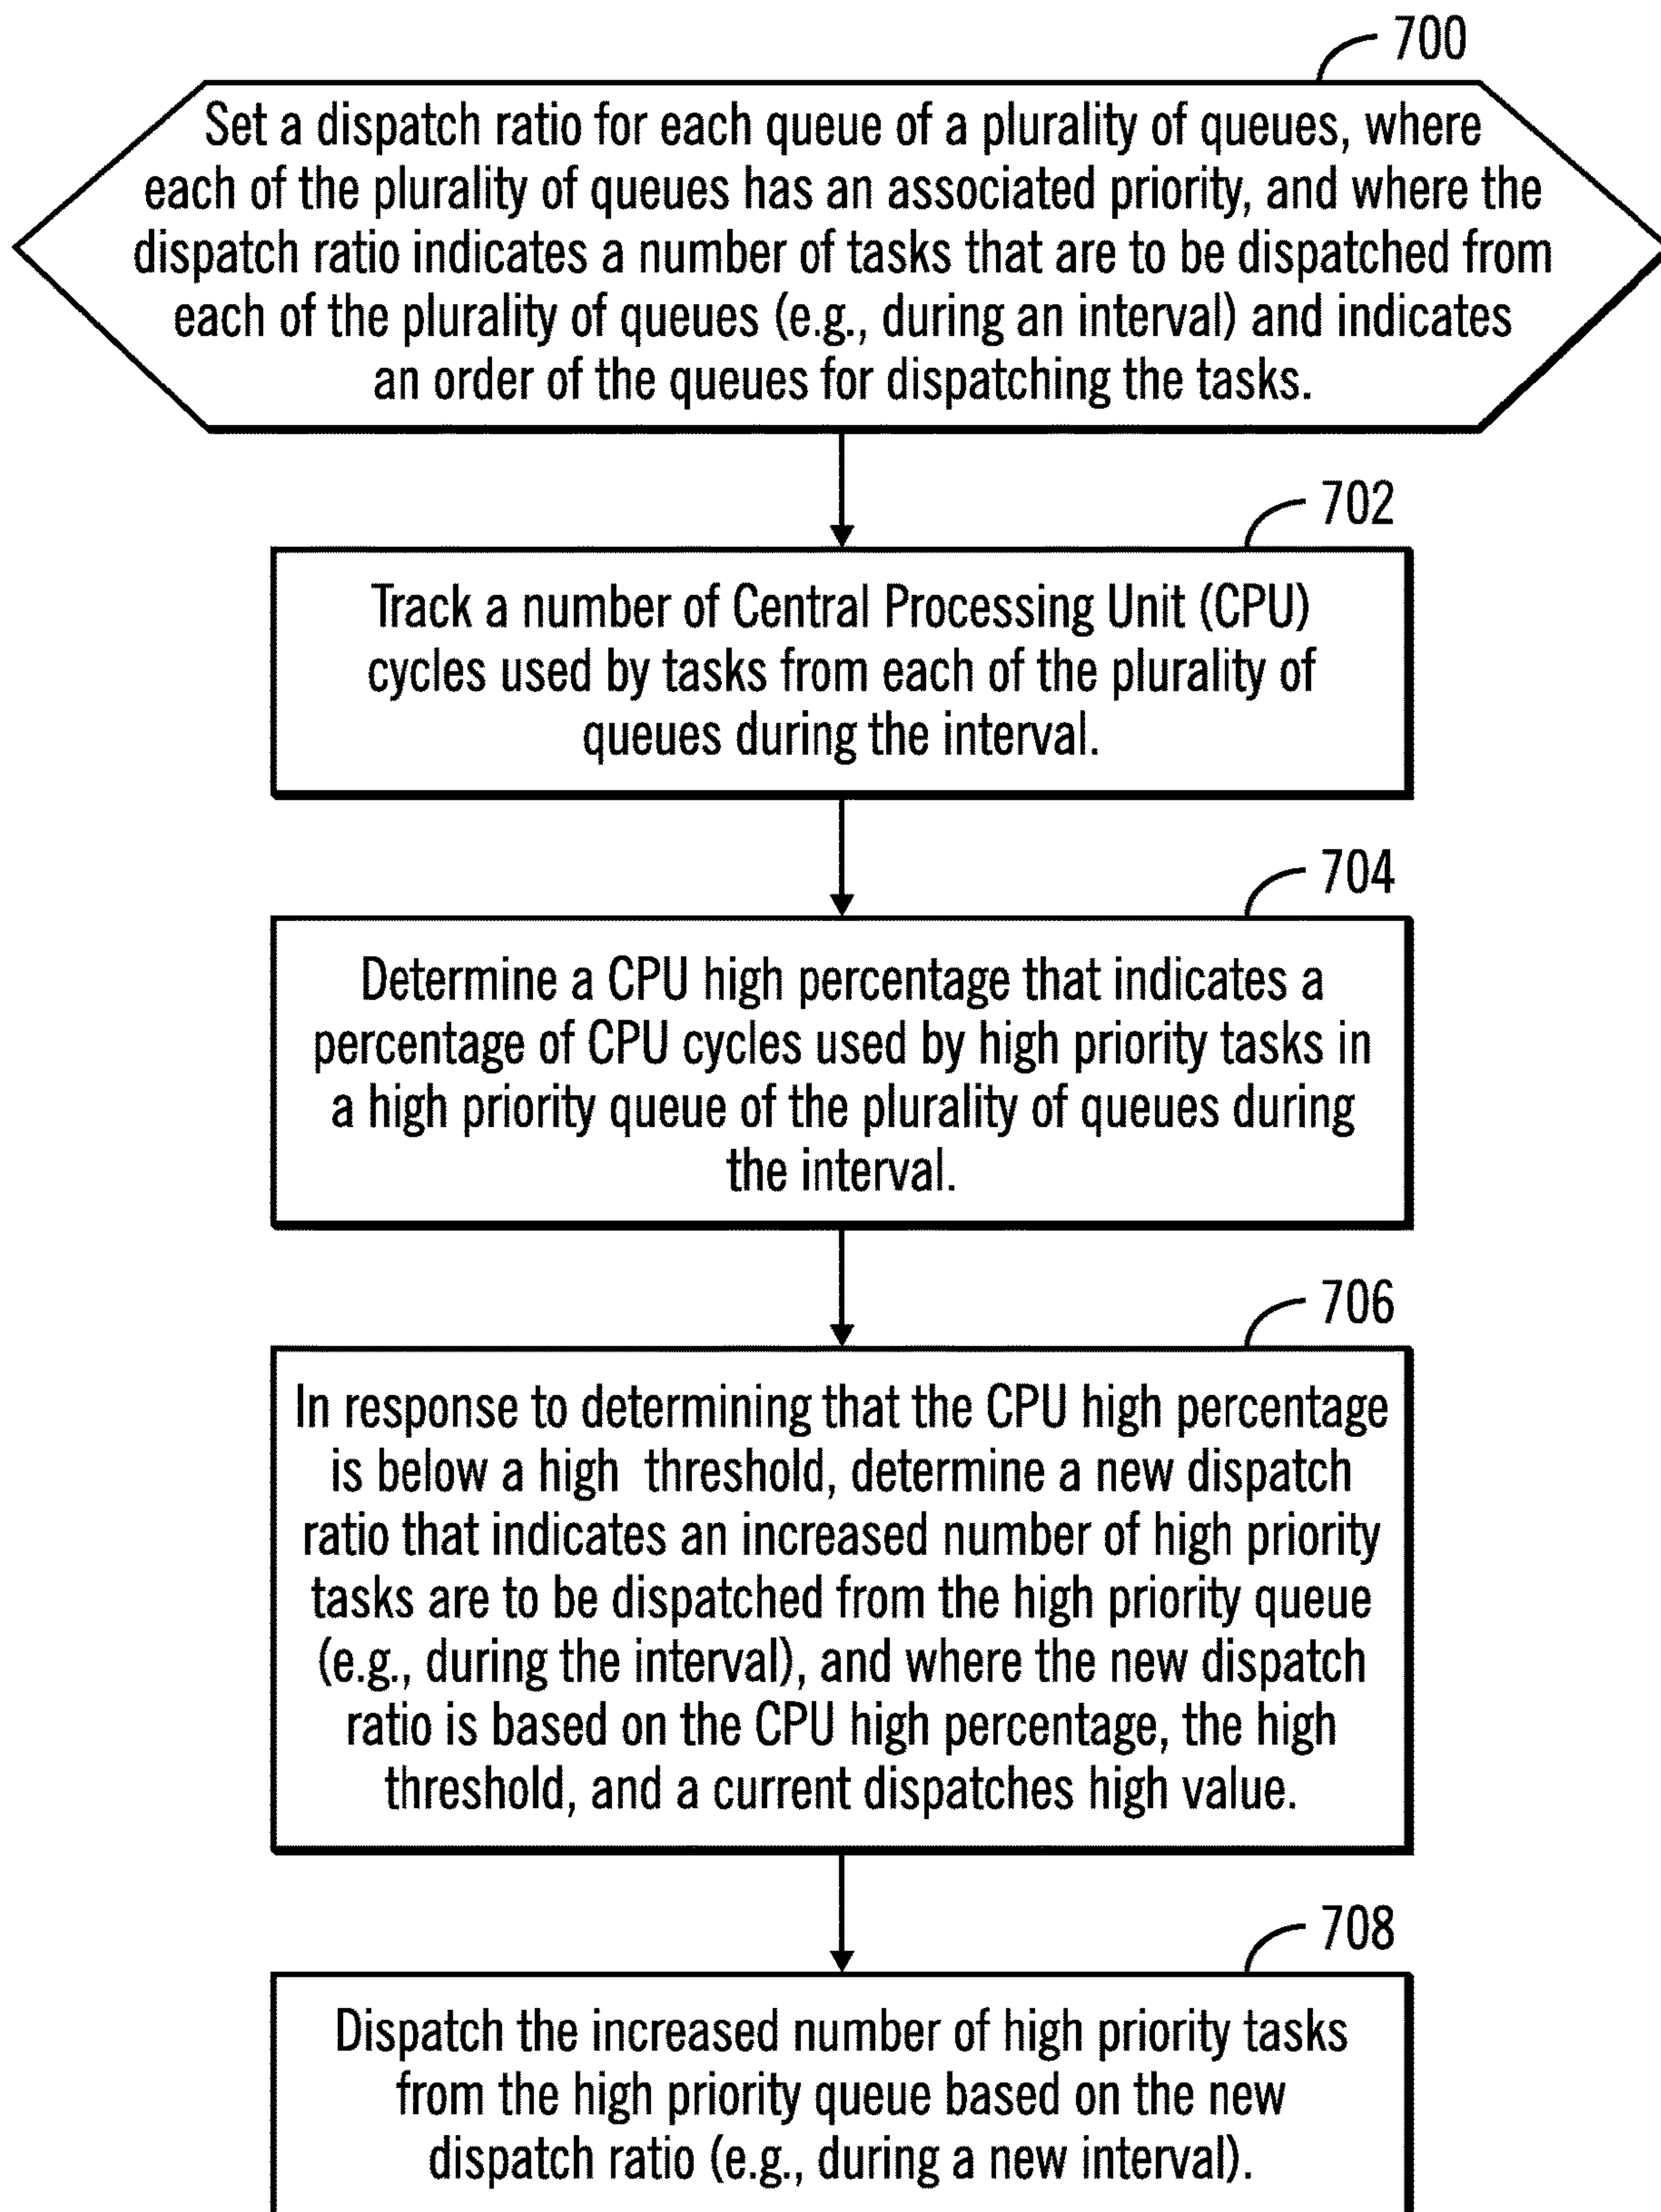 700
Set a dispatch ratio for each queue of a plurality of queues, where
each of the plurality of queues has an associated priority, and where the
dispatch ratio indicates a number of tasks that are to be dispatched from
each of the plurality of queues (e.g., during an interval) and indicates
an order of the queues for dispatching the tasks.
702
Track a number of Central Processing Unit (CPU)
cycles used by tasks from each of the plurality of
queues during the interval.
704
Determine a CPU high percentage that indicates a
percentage of CPU cycles used by high priority tasks in
a high priority queue of the plurality of queues during
the interval.
706
In response to determining that the CPU high percentage
is below a high threshold, determine a new dispatch
ratio that indicates an increased number of high priority
tasks are to be dispatched from the high priority queue
(e.g., during the interval), and where the new dispatch
ratio is based on the CPU high percentage, the high
threshold, and a current dispatches high value.
708
Dispatch the increased number of high priority tasks
from the high priority queue based on the new
dispatch ratio (e.g., during a new interval).